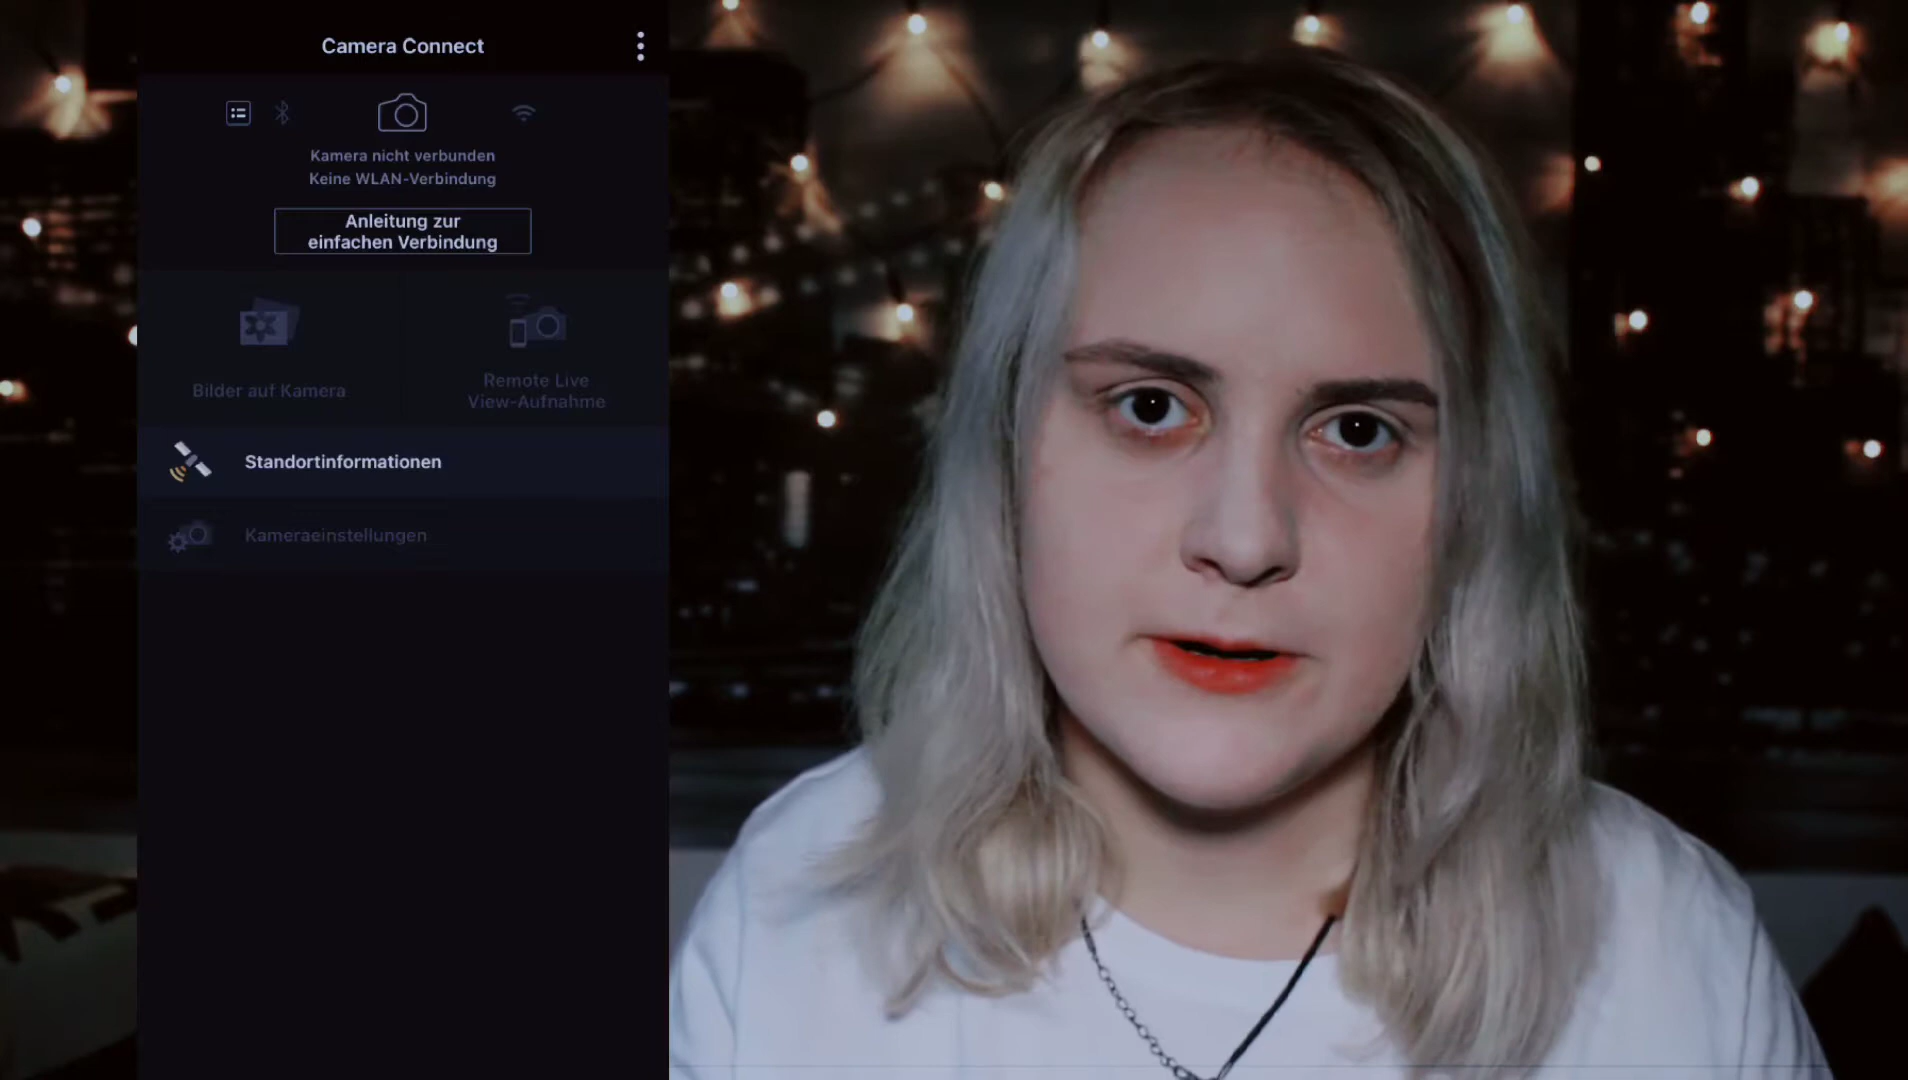 Camera Connect
Kamera nicht verbunden
Keine WLAN-Verbindung
Anleitung zur
einfachen Verbindung
Bilder auf Kamera
Remote Live
View-Aufnahme
Standortinformationen
Kameraeinstellungen